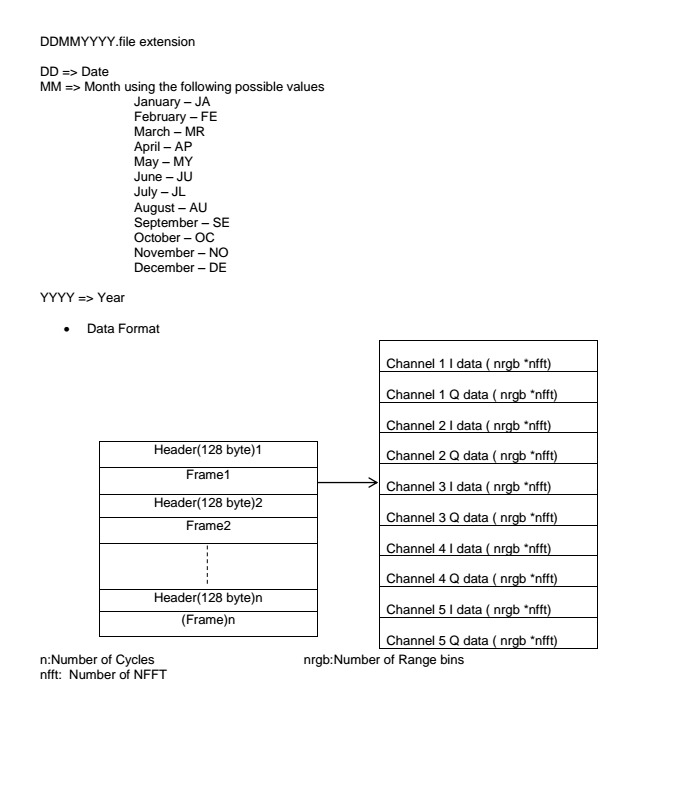 DDMMYYYY.file extension
DD => Date
MM => Month using the following possible values
January – JA
February – FE
March – MR
April – AP
May – MY
June – JU
July – JL
August – AU
September – SE
October – OC
November – NO
December – DE
YYYY => Year
• Data Format
Header(128 byte)1
Frame1
Header(128 byte)2
Frame2
Header(128 byte)n
(Frame)n
Channel 1 I data ( nrgb *nfft)
Channel 1 Q data ( nrgb *nfft)
Channel 2 I data ( nrgb *nfft)
Channel 2 Q data ( nrgb *nfft)
Channel 3 I data ( nrgb *nfft)
Channel 3 Q data ( nrgb *nfft)
Channel 4 I data ( nrgb *nfft)
Channel 4 Q data ( nrgb *nfft)
Channel 5 I data ( nrgb *nfft)
Channel 5 Q data ( nrgb *nfft)
n:Number of Cycles nrgb:Number of Range bins
nfft: Number of NFFT